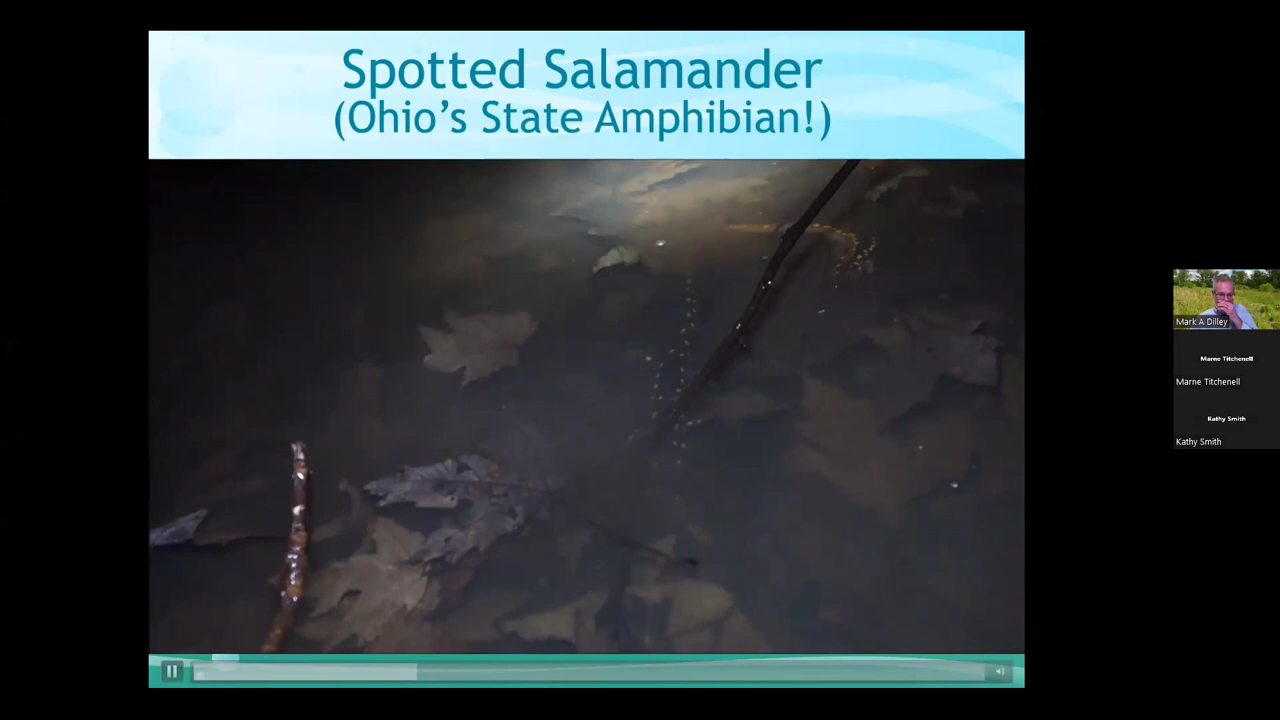 Spotted Salamander
(Ohio's State Amphibian!)
Mark A Dilley
Marne Titchenell
Marne Titchenell
Kathy Smith
Kathy Smith